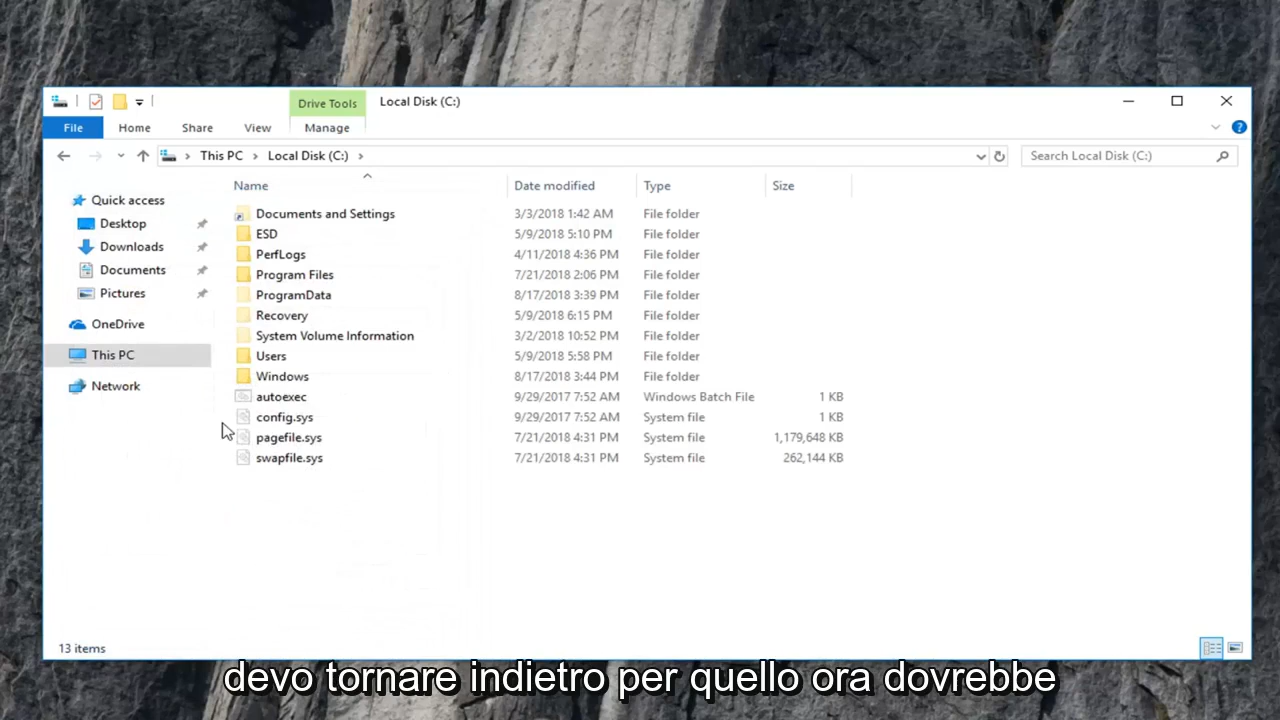 Drive Tools
Local Disk (C:)
File
Home
Share
View
Manage
This PC
Local Disk (C:)
Search Local Disk (C:)
Name
Date modified
Type
Size
Quick access
Desktop
Downloads
Documents
Pictures
OneDrive
This PC
Network
Documents and Settings 3/3/2018 1:42 AM File folder
ESD 5/9/2018 5:10 PM File folder
PerfLogs 4/11/2018 4:36 PM File folder
Program Files 7/21/2018 2:06 PM File folder
ProgramData 8/17/2018 3:39 PM File folder
Recovery 5/9/2018 6:15 PM File folder
System Volume Information 3/2/2018 10:52 PM File folder
Users 5/9/2018 5:58 PM File folder
Windows 8/17/2018 3:44 PM File folder
autoexec 9/29/2017 7:52 AM Windows Batch File 1 KB
config.sys 9/29/2017 7:52 AM System file 1 KB
pagefile.sys 7/21/2018 4:31 PM System file 1,179,648 KB
swapfile.sys 7/21/2018 4:31 PM System file 262,144 KB
13 items
devo tornare indietro per quello ora dovrebbe